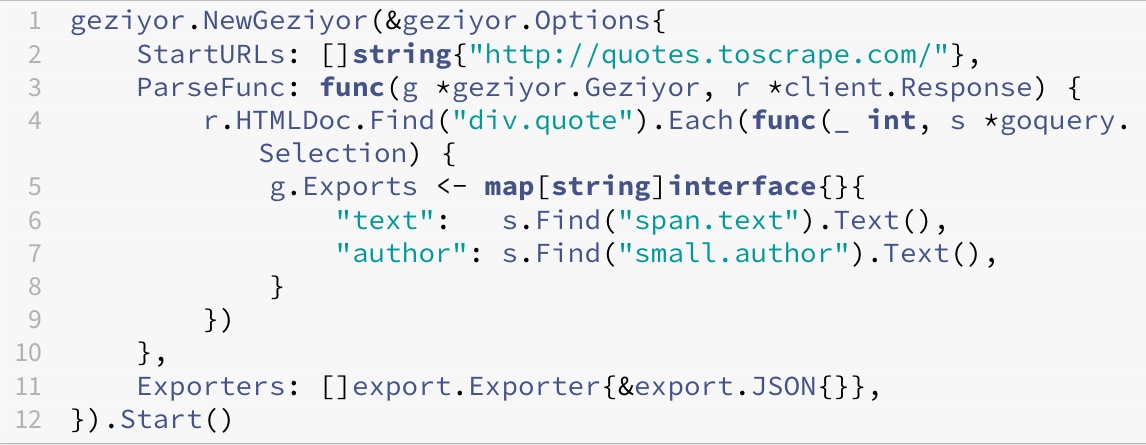 1 geziyor.NewGeziyor(&geziyor.Options{
2     StartURLs: []string{"http://quotes.toscrape.com/"},
3     ParseFunc: func(g *geziyor.Geziyor, r *client.Response) {
4         r.HTMLDoc.Find("div.quote").Each(func(_ int, s *goquery.
            Selection) {
5             g.Exports <- map[string]interface{}{
6                 "text":   s.Find("span.text").Text(),
7                 "author": s.Find("small.author").Text(),
8             }
9         })
10     },
11     Exporters: []export.Exporter{&export.JSON{}},
12 }).Start()